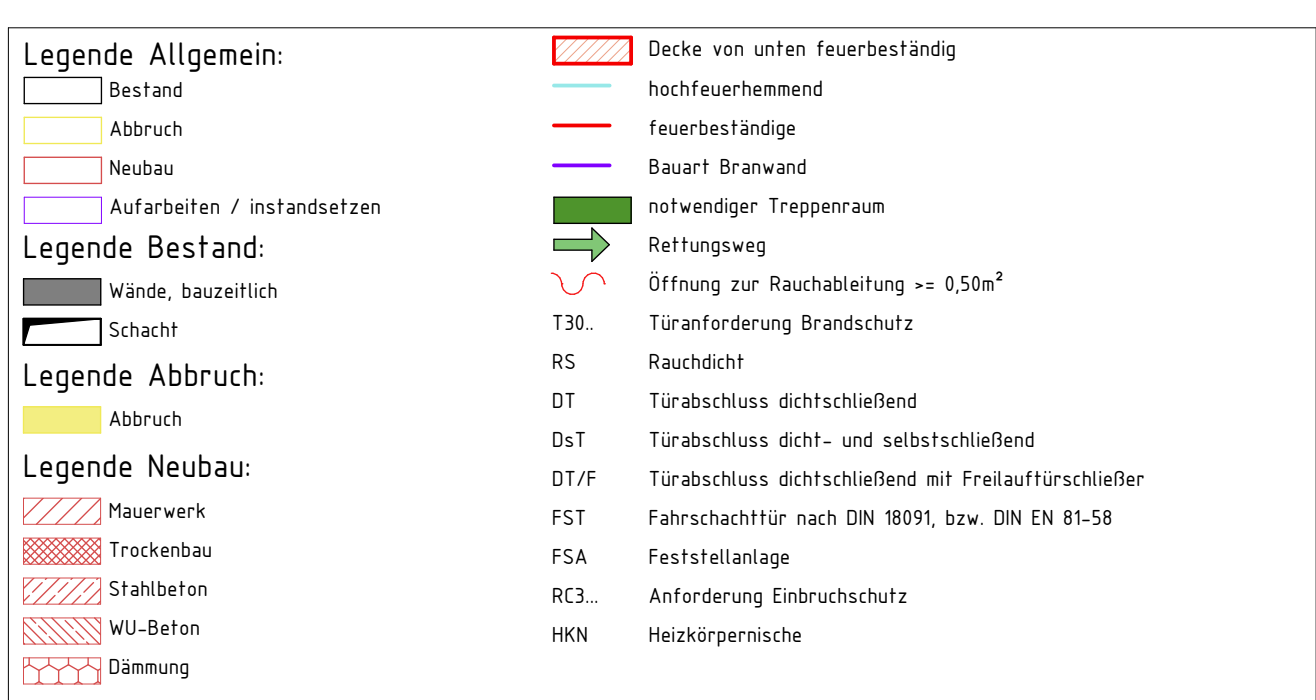 Legende Allgemein:
Bestand
Abbruch
Neubau
Aufarbeiten / instandsetzen
Legende Bestand:
Wände, bauzeitlich
Schacht
Legende Abbruch:
Abbruch
Legende Neubau:
Mauerwerk
Trockenbau
Stahlbeton
WU-Beton
Dämmung
Decke von unten feuerbeständig
hochfeuerhemmend
feuerbeständige
Bauart Branwand
notwendiger Treppenraum
Rettungsweg
Öffnung zur Rauchableitung >= 0,50m²
T30.. Türanforderung Brandschutz
RS Rauchdicht
DT Türabschluss dichtschließend
DsT Türabschluss dicht- und selbstschließend
DT/F Türabschluss dichtschließend mit Freilauftürschließer
FST Fahrschachttür nach DIN 18091, bzw. DIN EN 81-58
FSA Feststellanlage
RC3... Anforderung Einbruchschutz
HKN Heizkörpernische